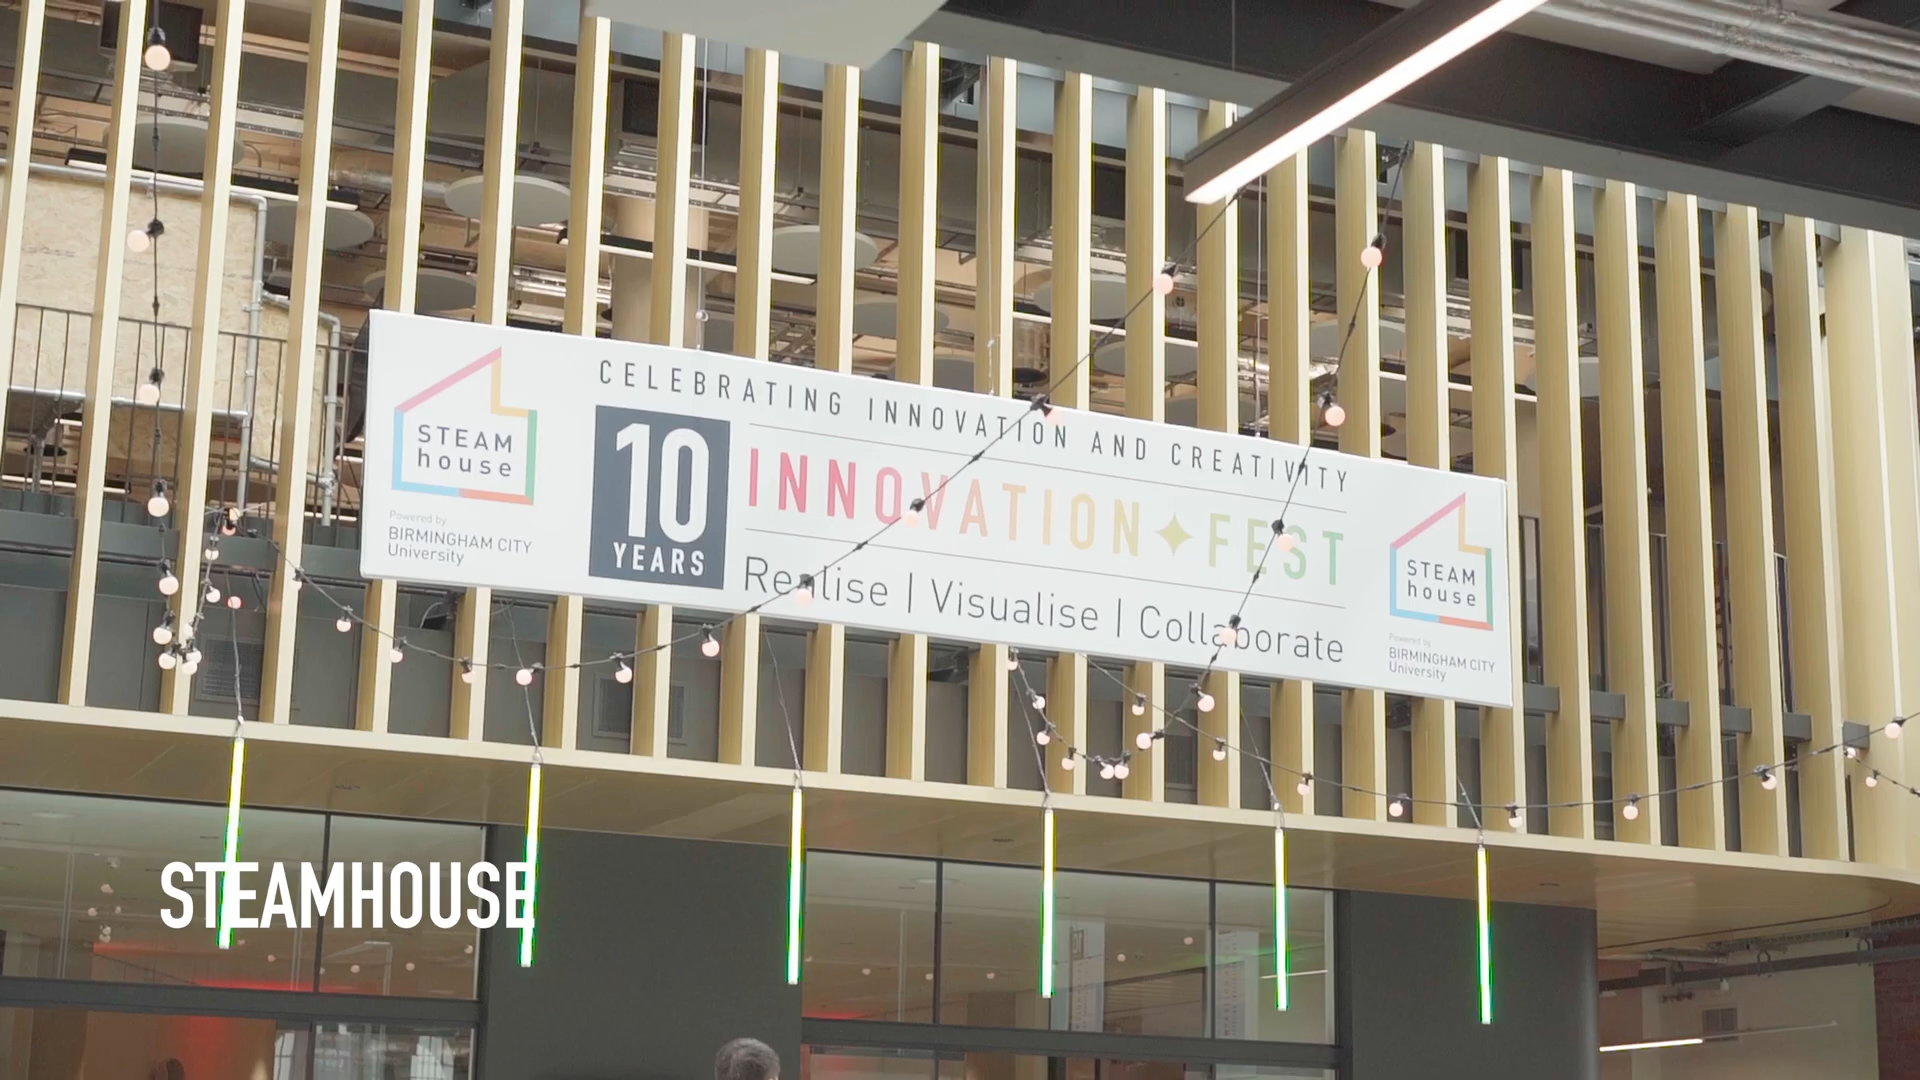 STEAM
house
Powered by
BIRMINGHAM CITY
University
CELEBRATING INNOVATION AND CREATIVITY
10
YEARS
INNOVATION✦FEST
Realise | Visualise | Collaborate
STEAM
house
Powered by
BIRMINGHAM CITY
University
STEAMHOUSE